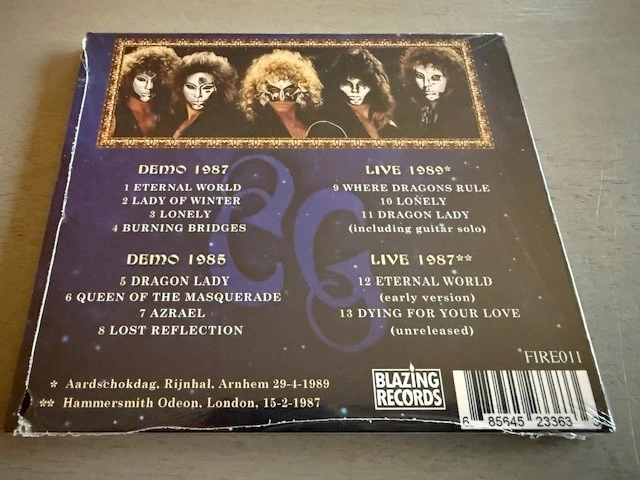 DEMO 1987
1 ETERNAL WORLD
2 LADY OF WINTER
3 LONELY
4 BURNING BRIDGES
DEMO 1985
5 DRAGON LADY
6 QUEEN OF THE MASQUERADE
7 AZRAEL
8 LOST REFLECTION
LIVE 1989*
9 WHERE DRAGONS RULE
10 LONELY
11 DRAGON LADY
(including guitar solo)
LIVE 1987**
12 ETERNAL WORLD
(early version)
13 DYING FOR YOUR LOVE
(unreleased)
CG
* Aardschokdag, Rijnhal, Arnhem 29-4-1989
** Hammersmith Odeon, London, 15-2-1987
BLAZING
RECORDS
FIRE011
6 85645 23363